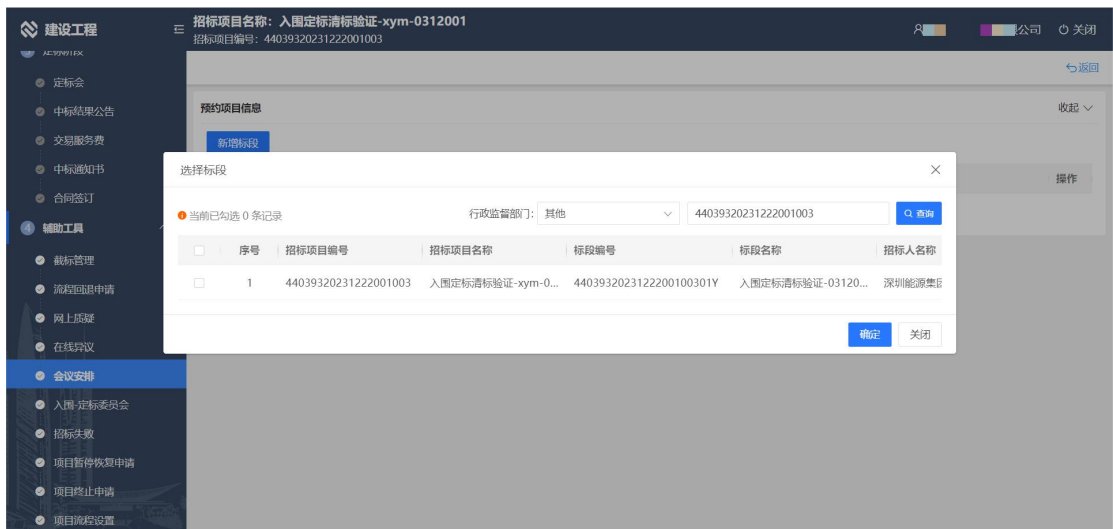 建设工程
招标项目名称：入围定标清标验证-xym-0312001
招标项目编号：44039320231222001003
公司
关闭
定标阶段
返回
定标会
中标结果公告
预约项目信息
收起
交易服务费
新增标段
中标通知书
选择标段
操作
合同签订
当前已勾选 0 条记录
行政监督部门：
其他
44039320231222001003
查询
4 辅助工具
序号 招标项目编号 招标项目名称 标段编号 标段名称 招标人名称
截标管理
1 44039320231222001003 入围定标清标验证-xym-0... 4403932023122200100301Y 入围定标清标验证-03120... 深圳能源集
流程回退申请
网上质疑
确定 关闭
在线异议
会议安排
入围-定标委员会
招标失败
项目暂停恢复申请
项目终止申请
项目流程设置